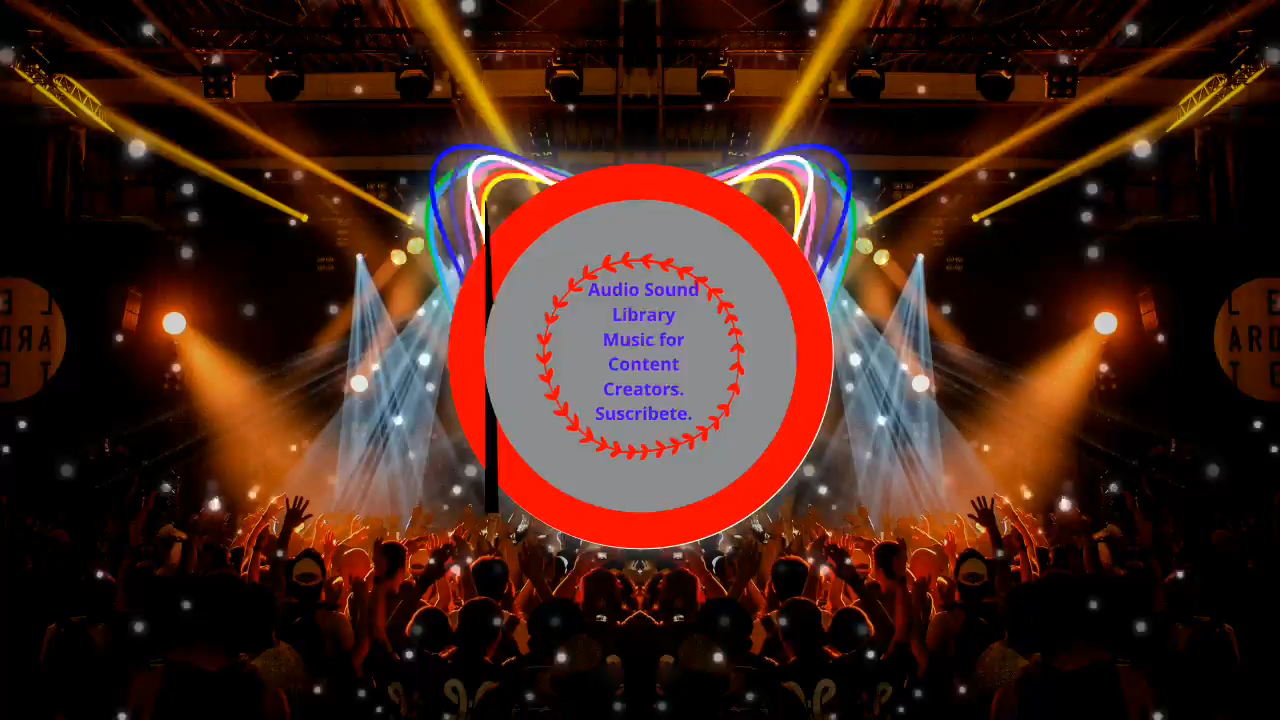 Audio Sound
Library
Music for
Content
Creators.
Suscribete.